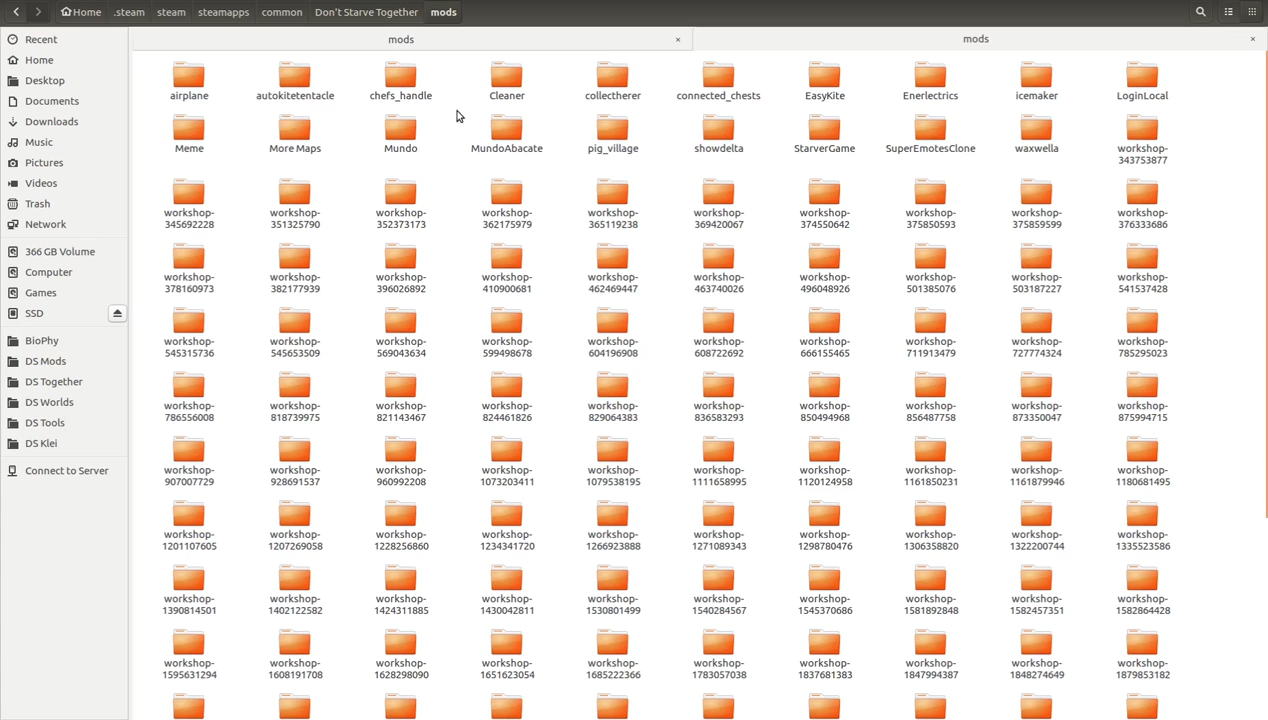 Home .steam steam steamapps common Don't Starve Together mods
mods × mods ×
Recent
Home
Desktop
Documents
Downloads
Music
Pictures
Videos
Trash
Network
366 GB Volume
Computer
Games
SSD
BioPhy
DS Mods
DS Together
DS Worlds
DS Tools
DS Klei
Connect to Server
airplane autokitetentacle chefs_handle Cleaner collectherer connected_chests EasyKite Enerlectrics icemaker LoginLocal
Meme More Maps Mundo MundoAbacate pig_village showdelta StarverGame SuperEmotesClone waxwella workshop-
343753877
workshop- workshop- workshop- workshop- workshop- workshop- workshop- workshop- workshop- workshop-
345692228 351325790 352373173 362175979 365119238 369420067 374550642 375850593 375859599 376333686
workshop- workshop- workshop- workshop- workshop- workshop- workshop- workshop- workshop- workshop-
378160973 382177939 396026892 410900681 462469447 463740026 496048926 501385076 503187227 541537428
workshop- workshop- workshop- workshop- workshop- workshop- workshop- workshop- workshop- workshop-
545315736 545653509 569043634 599498678 604196908 608722692 666155465 711913479 727774324 785295023
workshop- workshop- workshop- workshop- workshop- workshop- workshop- workshop- workshop- workshop-
786556008 818739975 821143467 824461826 829064383 836583293 850494968 856487758 873350047 875994715
workshop- workshop- workshop- workshop- workshop- workshop- workshop- workshop- workshop- workshop-
907007729 928691537 960992208 1073203411 1079538195 1111658995 1120124958 1161850231 1161879946 1180681495
workshop- workshop- workshop- workshop- workshop- workshop- workshop- workshop- workshop- workshop-
1201107605 1207269058 1228256860 1234341720 1266923888 1271089343 1298780476 1306358820 1322200744 1335523586
workshop- workshop- workshop- workshop- workshop- workshop- workshop- workshop- workshop- workshop-
1390814501 1402122582 1424311885 1430042811 1530801499 1540284567 1545370686 1581892848 1582457351 1582864428
workshop- workshop- workshop- workshop- workshop- workshop- workshop- workshop- workshop- workshop-
1595631294 1608191708 1628298090 1651623054 1685222366 1783057038 1837681383 1847994387 1848274649 1879853182